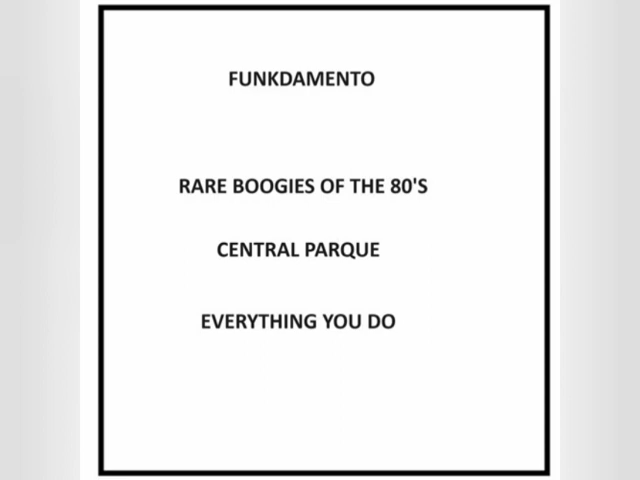 FUNKDAMENTO
RARE BOOGIES OF THE 80'S
CENTRAL PARQUE
EVERYTHING YOU DO